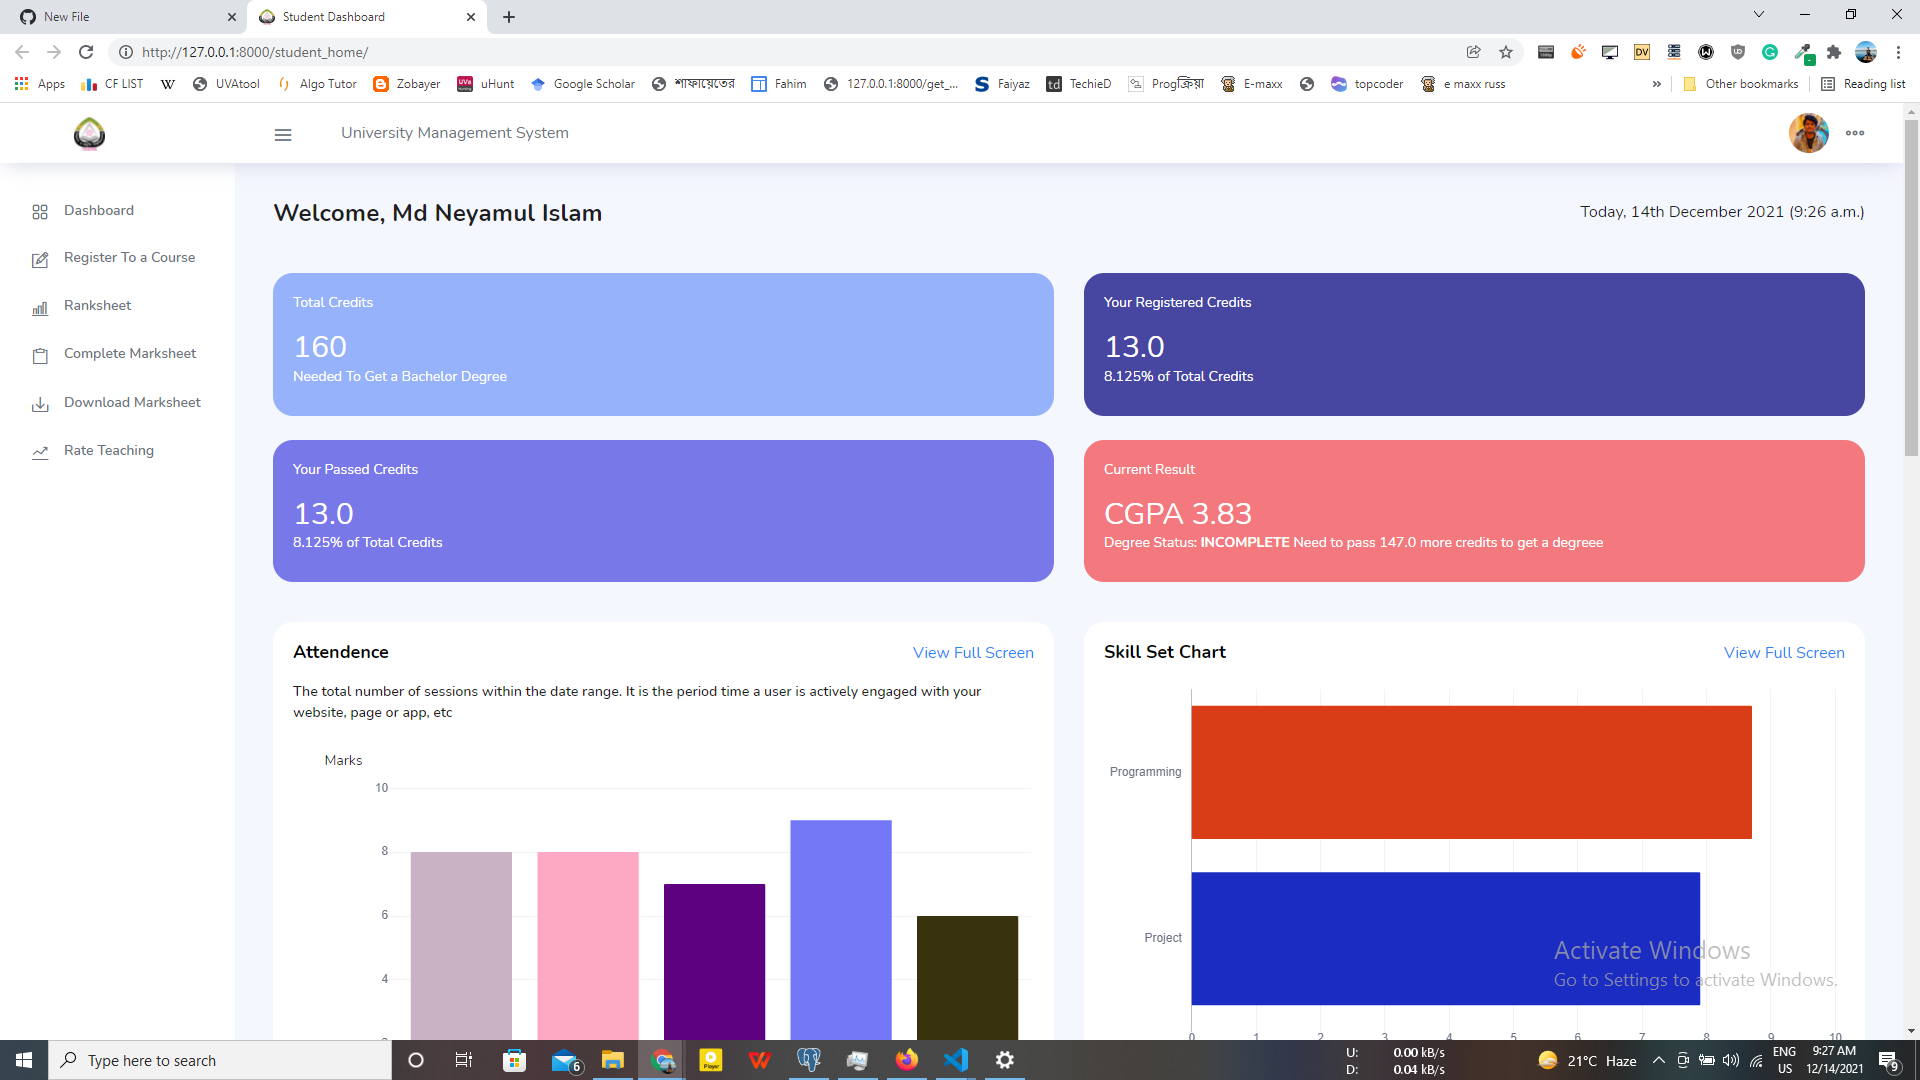 New File
Student Dashboard
http://127.0.0.1:8000/student_home/
Apps
CF LIST
UVAtool
Algo Tutor
Zobayer
uHunt
Google Scholar
শাফায়েতের
Fahim
127.0.0.1:8000/get_...
Faiyaz
TechieD
Progক্রিয়া
E-maxx
topcoder
e maxx russ
»
Other bookmarks
Reading list
University Management System
Dashboard
Register To a Course
Ranksheet
Complete Marksheet
Download Marksheet
Rate Teaching
Welcome, Md Neyamul Islam
Today, 14th December 2021 (9:26 a.m.)
Total Credits
160
Needed To Get a Bachelor Degree
Your Registered Credits
13.0
8.125% of Total Credits
Your Passed Credits
13.0
8.125% of Total Credits
Current Result
CGPA 3.83
Degree Status: INCOMPLETE Need to pass 147.0 more credits to get a degreee
Attendence
View Full Screen
The total number of sessions within the date range. It is the period time a user is actively engaged with your
website, page or app, etc
Marks
10
8
6
4
Skill Set Chart
View Full Screen
Programming
Project
0 1 2 3 4 5 6 7 8 9 10
Activate Windows
Go to Settings to activate Windows.
Type here to search
6
U: 0.00 kB/s
D: 0.04 kB/s
21°C Haze
ENG
US
9:27 AM
12/14/2021
9